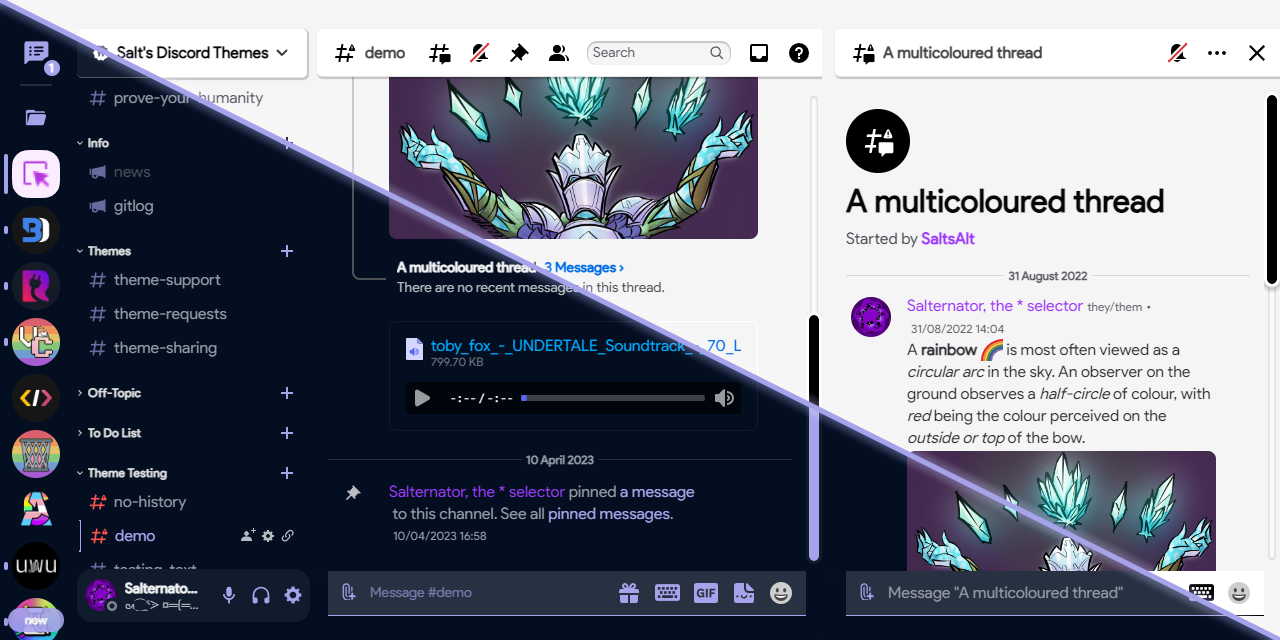 1
Salt's Discord Themes
prove-your-humanity
Info
news
gitlog
Themes
theme-support
theme-requests
theme-sharing
Off-Topic
To Do List
Theme Testing
no-history
demo
testing-text
Salternato...
new
UWU
demo
Search
A multicoloured thread 3 Messages ›
There are no recent messages in this thread.
toby_fox_-_UNDERTALE_Soundtrack_-_70_L
799.70 KB
-:-- / -:--
10 April 2023
Salternator, the * selector pinned a message
to this channel. See all pinned messages.
10/04/2023 16:58
Message #demo
GIF
A multicoloured thread
A multicoloured thread
Started by SaltsAlt
31 August 2022
Salternator, the * selector they/them •
31/08/2022 14:04
A rainbow 🌈 is most often viewed as a
circular arc in the sky. An observer on the
ground observes a half-circle of colour, with
red being the colour perceived on the
outside or top of the bow.
Message "A multicoloured thread"